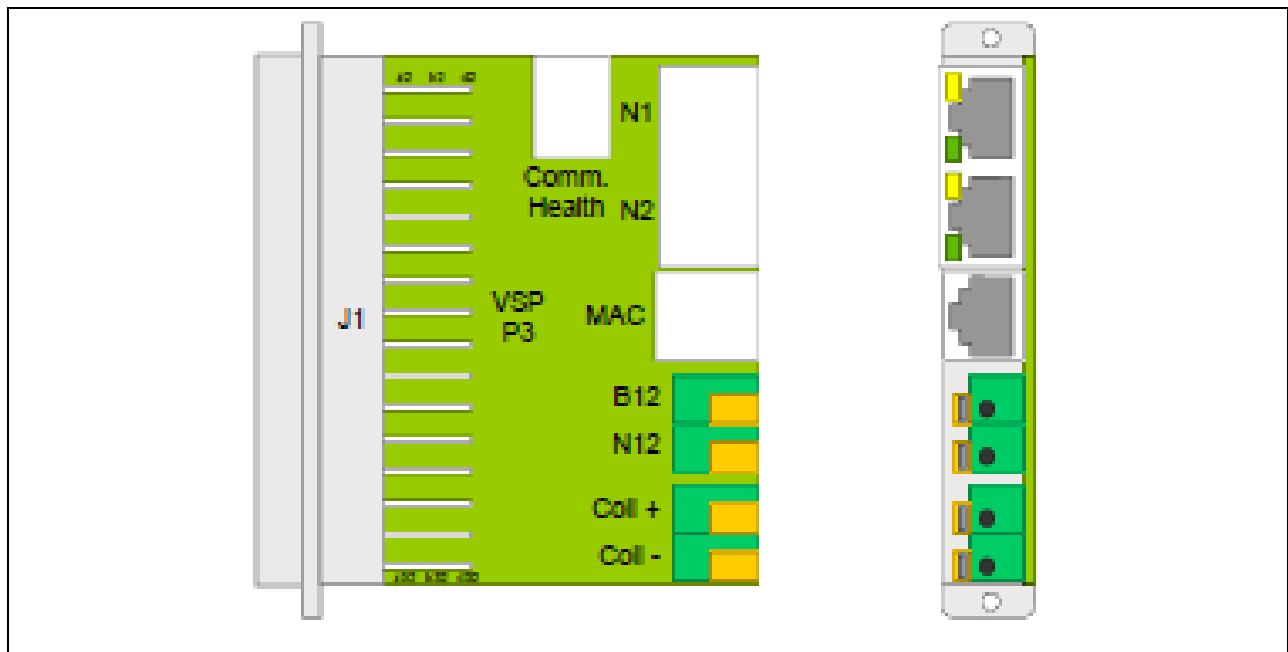 N1
Comm.
Health
N2
J1
VSP
P3
MAC
B12
N12
Coil +
Coil -